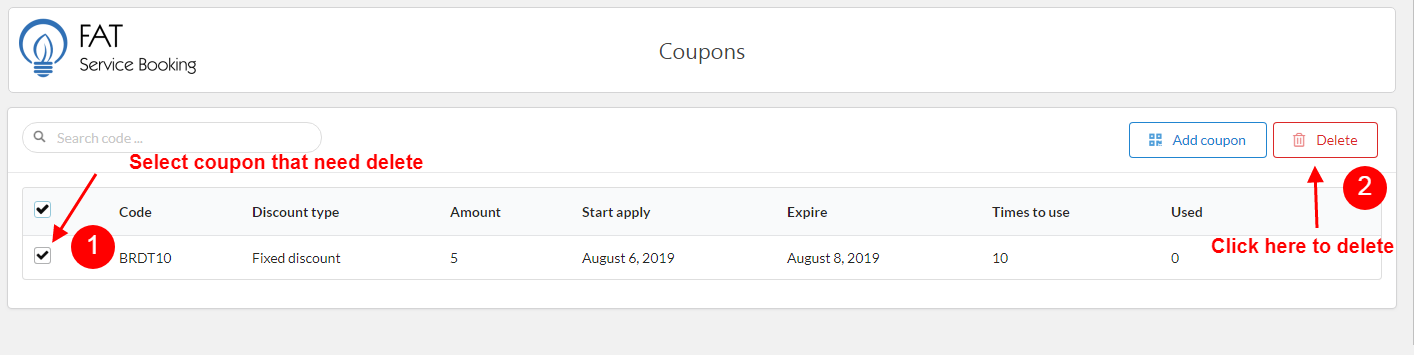 FAT
Service Booking
Coupons
Search code ...
Add coupon
Delete
Select coupon that need delete
2
Code Discount type Amount Start apply Expire Times to use Used
1
Click here to delete
BRDT10 Fixed discount 5 August 6, 2019 August 8, 2019 10 0